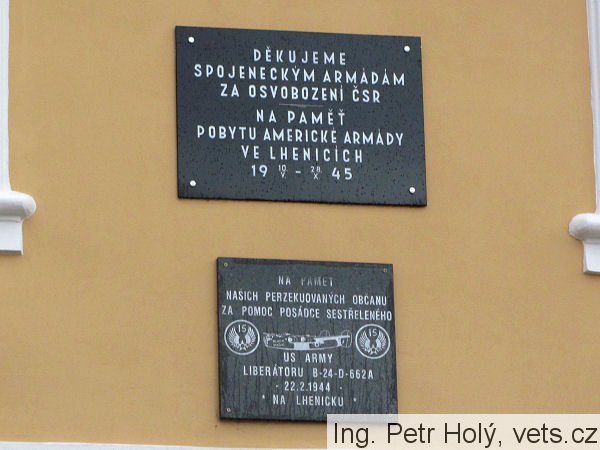 DĚKUJEME
SPOJENECKÝM ARMÁDÁM
ZA OSVOBOZENÍ ČSR
NA PAMĚŤ
POBYTU AMERICKÉ ARMÁDY
VE LHENICÍCH
19 10. V - 28. X 45
NA PAMĚŤ
NAŠICH PERZEKUOVANÝCH OBČANU
ZA POMOC POSÁDCE SESTŘELENÉHO
15 15
US ARMY
LIBERÁTORU B-24-D-662A
- 22.2.1944 -
" NA LHENICKU "
Ing. Petr Holý, vets.cz